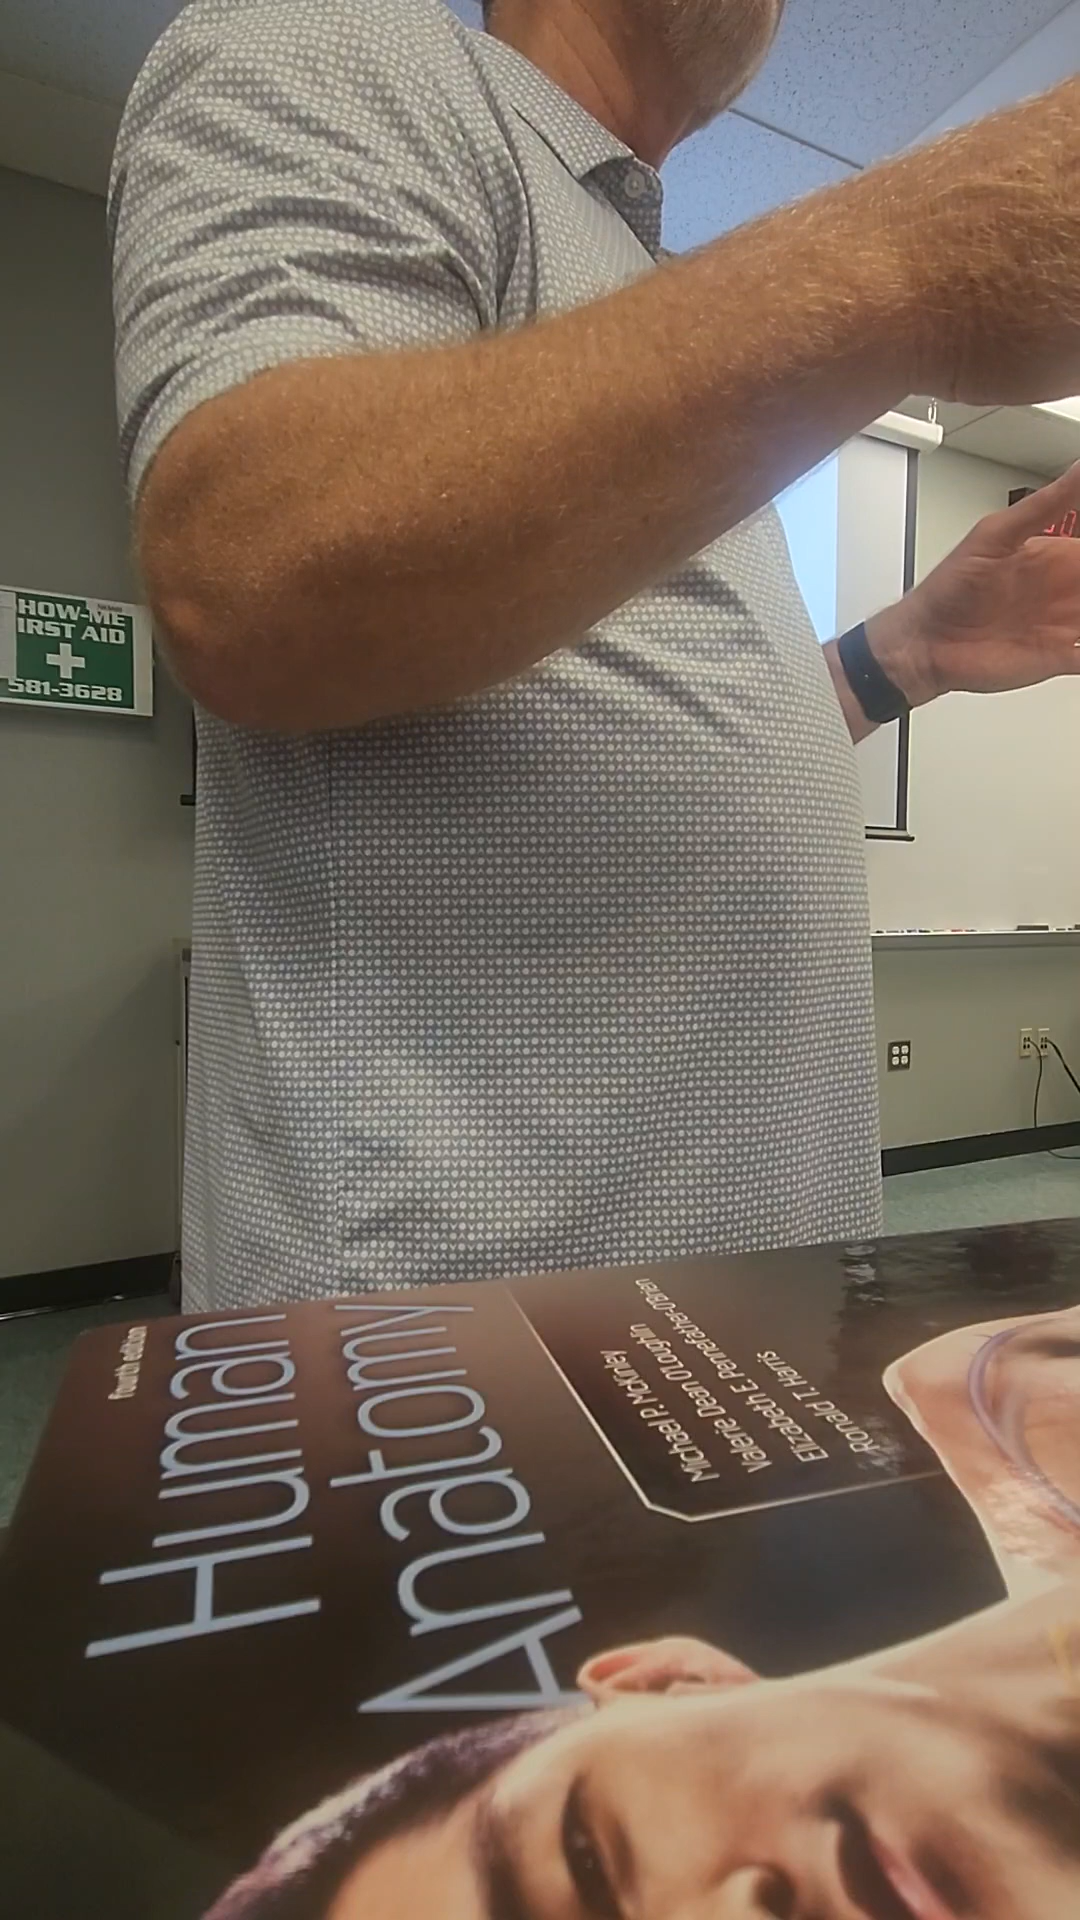 HOW-ME
IRST AID
581-3628
fourth edition
Human
Anatomy
Michael P. McKinley
Valerie Dean O'Loughlin
Elizabeth E. Pennefather-O'Brien
Ronald T. Harris